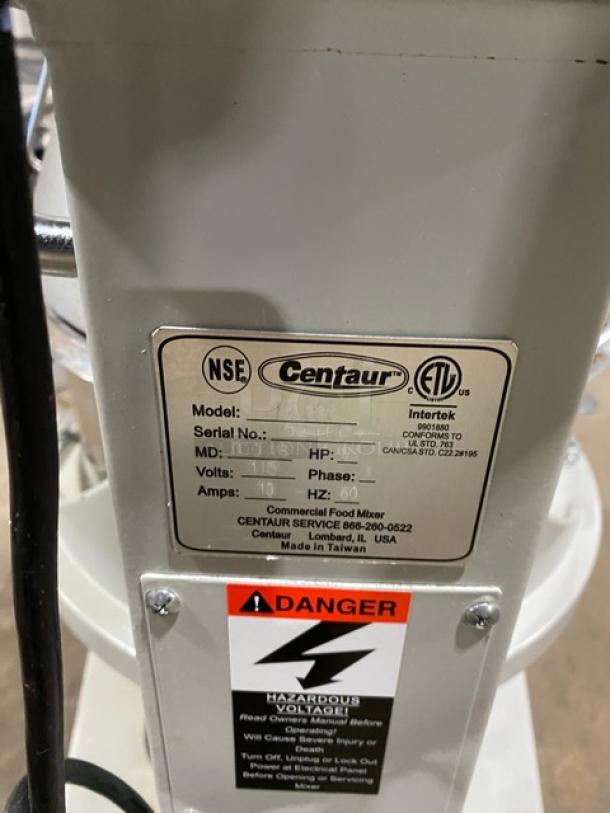 NSF
Centaur™
ETL
LISTED
C US
Intertek
9901880
CONFORMS TO
UL STD. 763
CAN/CSA STD. C22.2#195
Model:
Serial No.:
MD: HP:
Volts: 115 Phase:
Amps: 10 HZ: 60
Commercial Food Mixer
CENTAUR SERVICE 866-260-0522
Centaur Lombard, IL USA
Made in Taiwan
DANGER
HAZARDOUS
VOLTAGE!
Read Owners Manual Before
Operating!
Will Cause Severe Injury or
Death
Turn Off, Unplug or Lock Out
Power at Electrical Panel
Before Opening or Servicing
Mixer